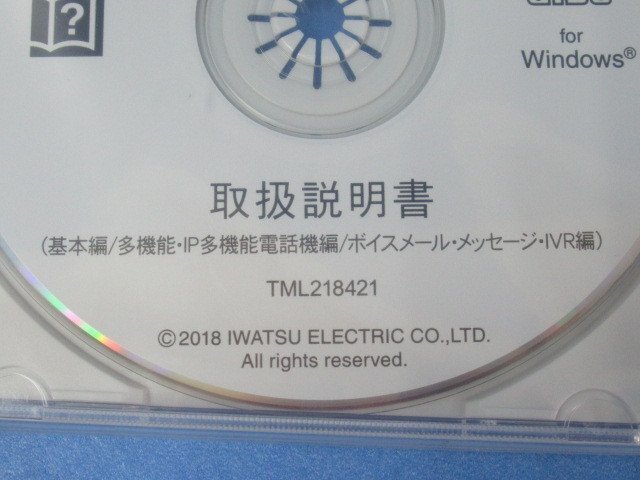 ?
for
Windows®
取扱説明書
(基本編/多機能・IP多機能電話機編/ボイスメール・メッセージ・IVR編)
TML218421
©2018 IWATSU ELECTRIC CO.,LTD.
All rights reserved.